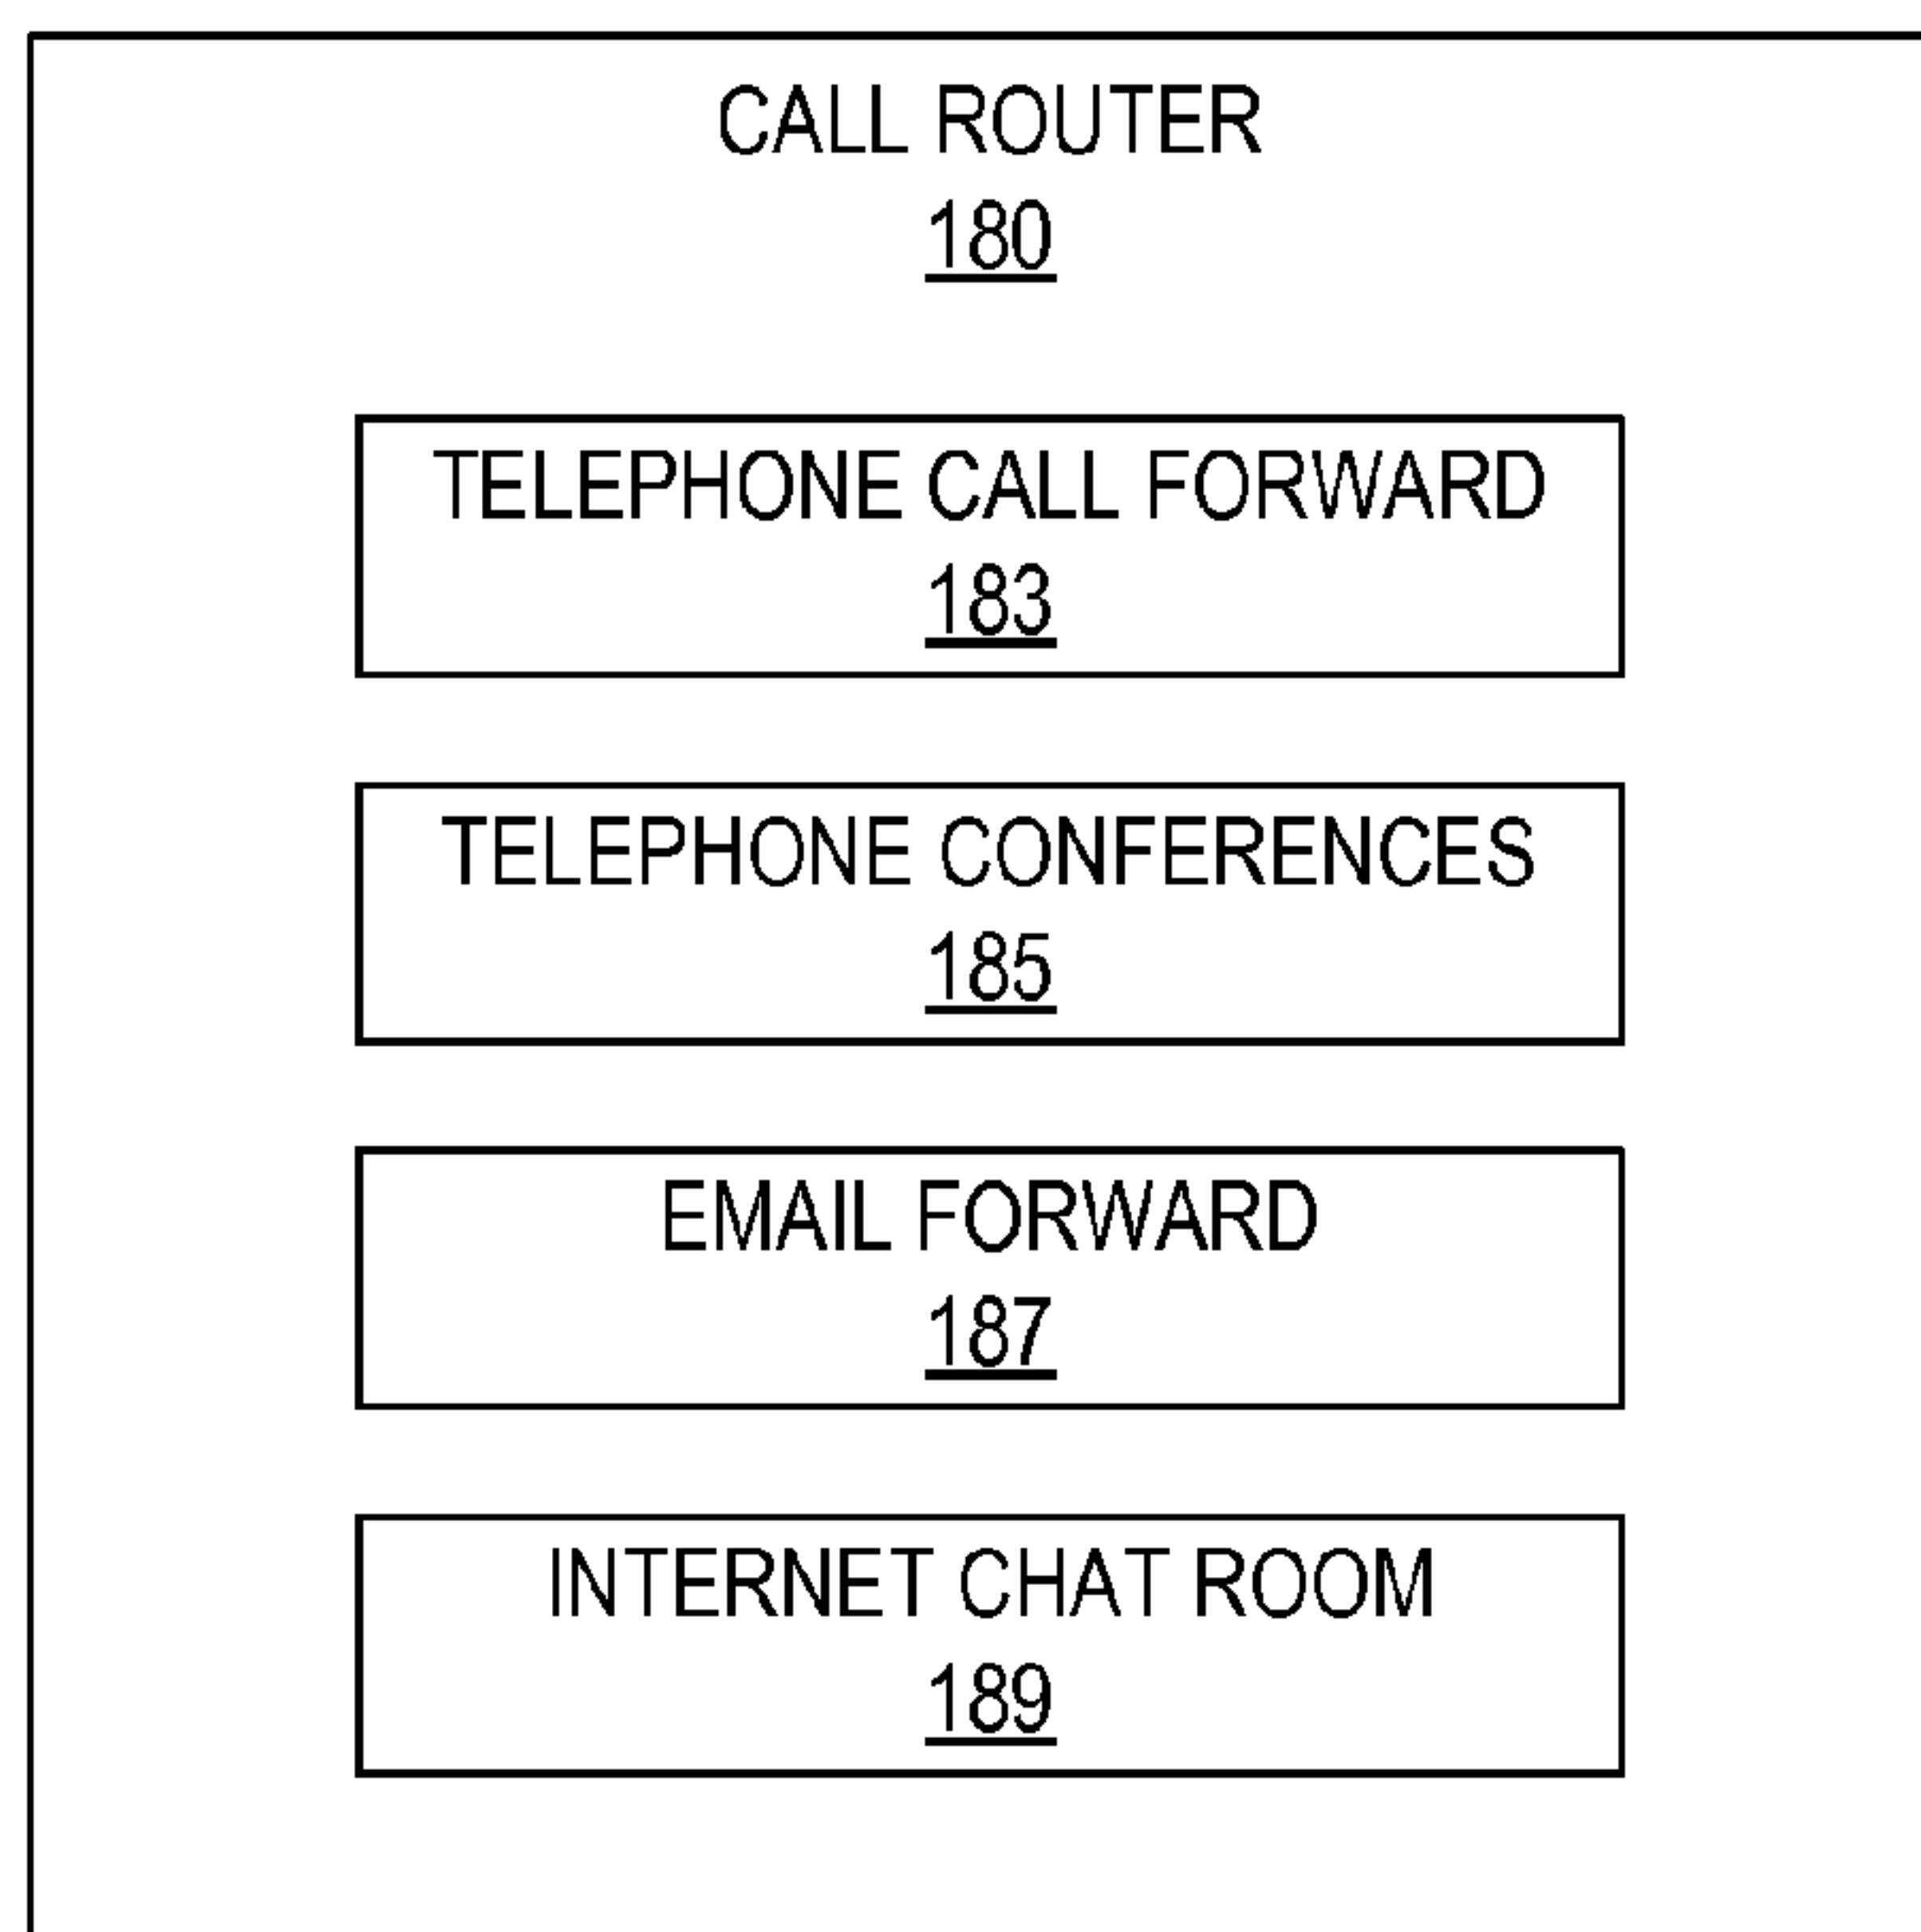 CALL ROUTER
180
TELEPHONE CALL FORWARD
183
TELEPHONE CONFERENCES
185
EMAIL FORWARD
187
INTERNET CHAT ROOM
189